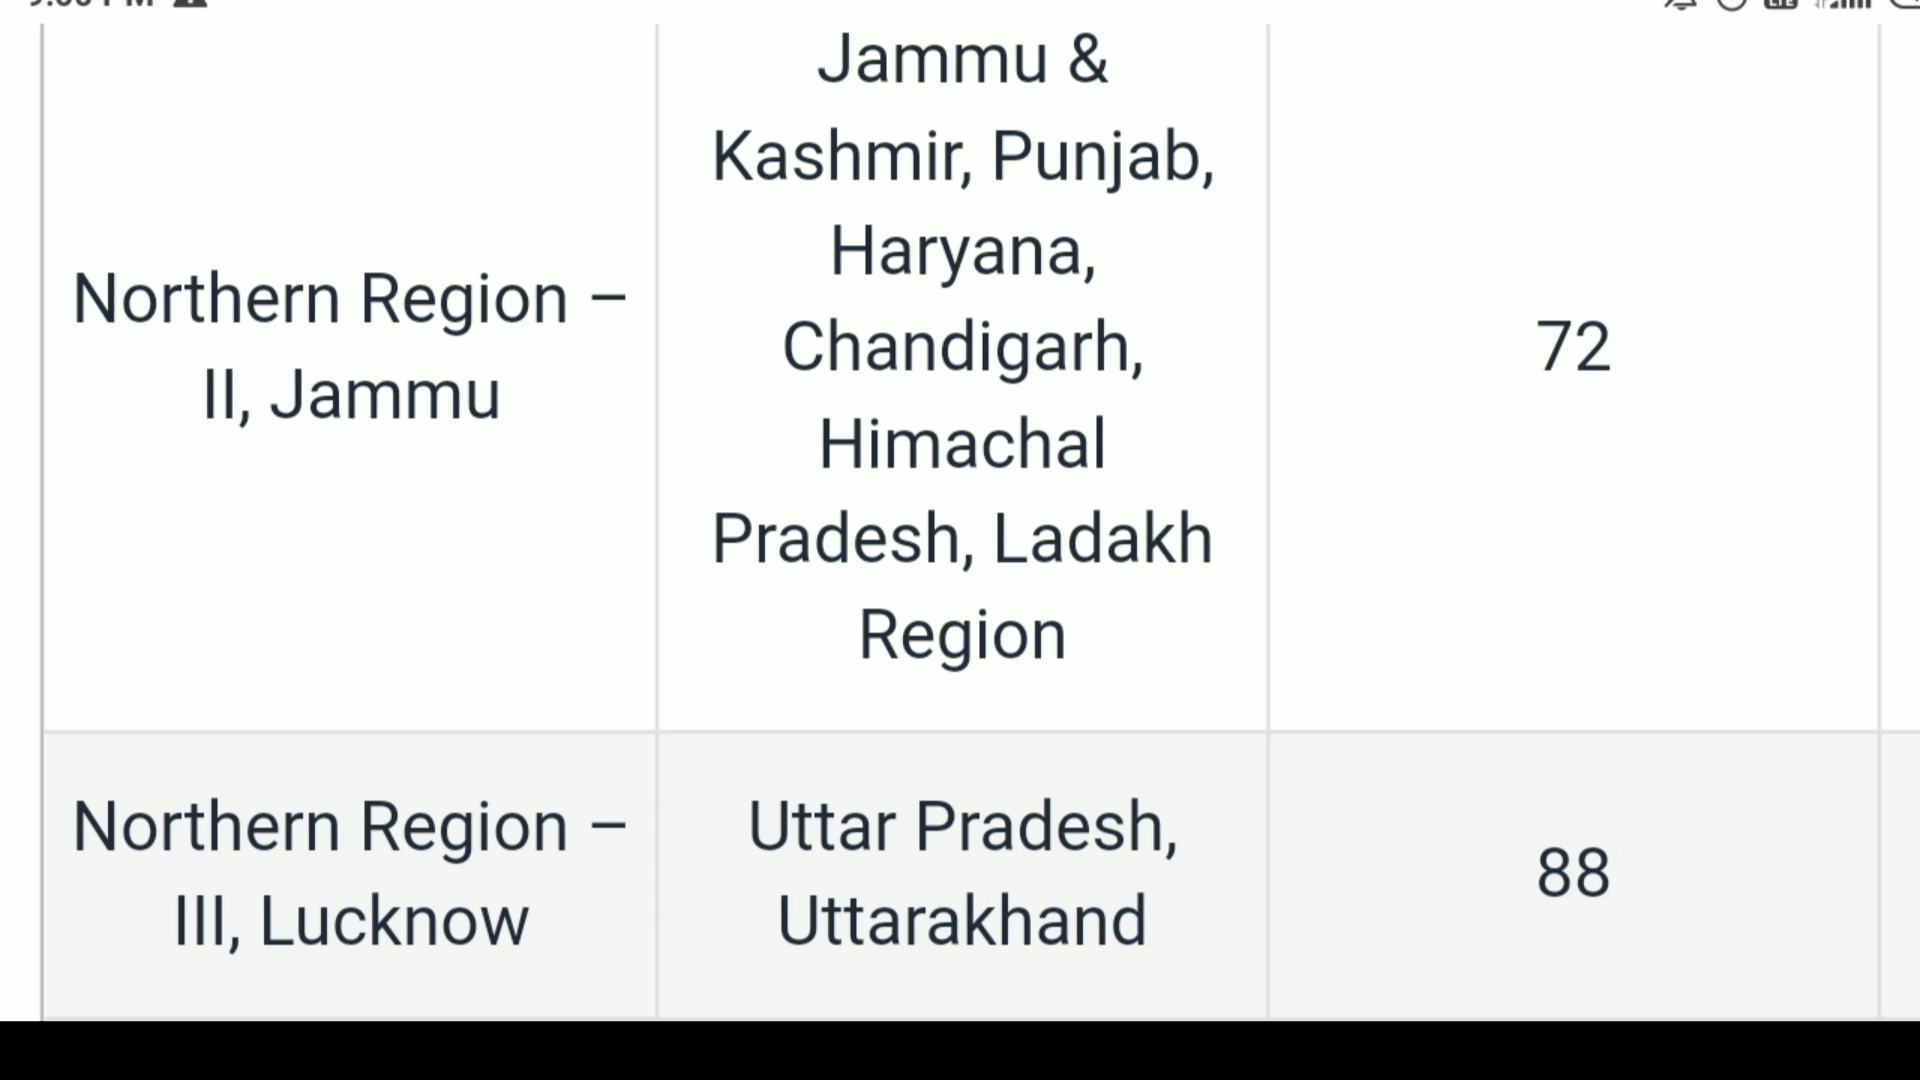 Jammu &
Kashmir, Punjab,
Haryana,
Chandigarh,
Himachal
Pradesh, Ladakh
Region
Northern Region –
II, Jammu
72
Northern Region –
III, Lucknow
Uttar Pradesh,
Uttarakhand
88